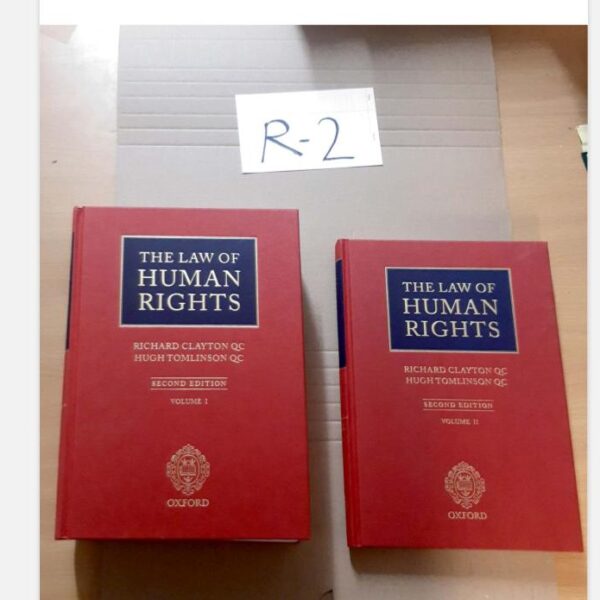 R-2
THE LAW OF
HUMAN
RIGHTS
RICHARD CLAYTON QC
HUGH TOMLINSON QC
SECOND EDITION
VOLUME I
OXFORD
THE LAW OF
HUMAN
RIGHTS
RICHARD CLAYTON QC
HUGH TOMLINSON QC
SECOND EDITION
VOLUME II
OXFORD